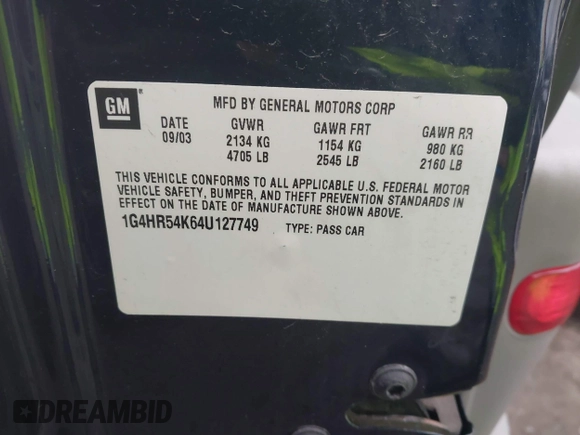 GM
MFD BY GENERAL MOTORS CORP
DATE GVWR GAWR FRT GAWR RR
09/03 2134 KG 1154 KG 980 KG
4705 LB 2545 LB 2160 LB
THIS VEHICLE CONFORMS TO ALL APPLICABLE U.S. FEDERAL MOTOR
VEHICLE SAFETY, BUMPER, AND THEFT PREVENTION STANDARDS IN
EFFECT ON THE DATE OF MANUFACTURE SHOWN ABOVE.
1G4HR54K64U127749 TYPE: PASS CAR
DREAMBID